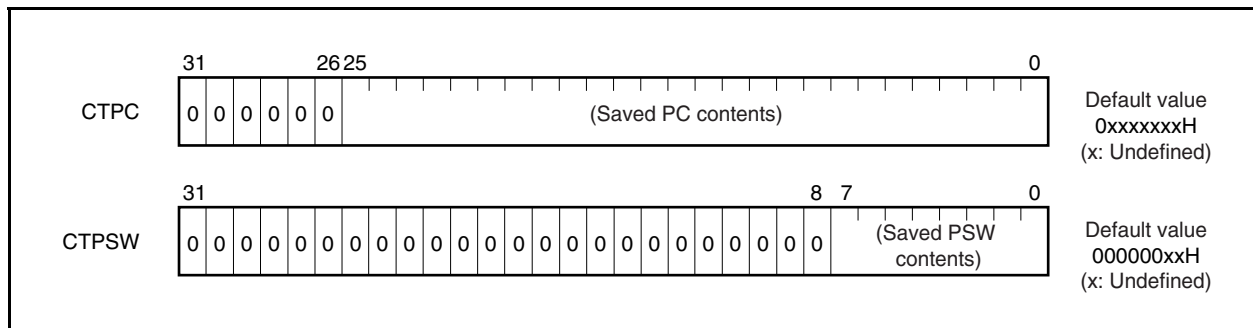 31 26 25 0
CTPC 0 0 0 0 0 0 (Saved PC contents) Default value
0xxxxxxxH
(x: Undefined)
31 8 7 0
CTPSW 0 0 0 0 0 0 0 0 0 0 0 0 0 0 0 0 0 0 0 0 0 0 0 0 (Saved PSW
contents) Default value
000000xxH
(x: Undefined)